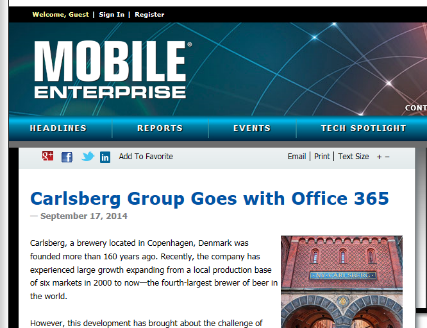 Welcome, Guest | Sign In | Register
MOBILE
ENTERPRISE
CONT
HEADLINES REPORTS EVENTS TECH SPOTLIGHT
Add To Favorite Email | Print | Text Size + −
Carlsberg Group Goes with Office 365
— September 17, 2014
Carlsberg, a brewery located in Copenhagen, Denmark was
founded more than 160 years ago. Recently, the company has
experienced large growth expanding from a local production base
of six markets in 2000 to now—the fourth-largest brewer of beer in
the world.
However, this development has brought about the challenge of